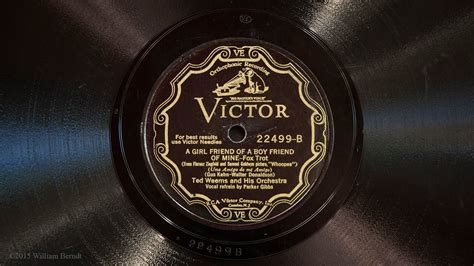 VE
Orthophonic Recording
"HIS MASTER'S VOICE"
VICTOR
For best results
use Victor Needles
22499-B
A GIRL FRIEND OF A BOY FRIEND
OF MINE-Fox Trot
(from Florenz Ziegfeld and Samuel Goldwyn picture, "Whoopee")
(Una Amiga de mi Amigo)
(Gus Kahn-Walter Donaldson)
Ted Weems and His Orchestra
Vocal refrain by Parker Gibbs
Victor Company,
Camden, N.J.
VE
22499B
©2015 William Berndt